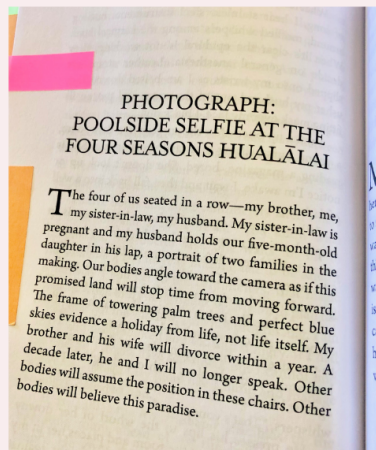 PHOTOGRAPH:
POOLSIDE SELFIE AT THE
FOUR SEASONS HUALĀLAI
The four of us seated in a row—my brother, me,
my sister-in-law, my husband. My sister-in-law is
pregnant and my husband holds our five-month-old
daughter in his lap, a portrait of two families in the
making. Our bodies angle toward the camera as if this
promised land will stop time from moving forward.
The frame of towering palm trees and perfect blue
skies evidence a holiday from life, not life itself. My
brother and his wife will divorce within a year. A
decade later, he and I will no longer speak. Other
bodies will assume the position in these chairs. Other
bodies will believe this paradise.